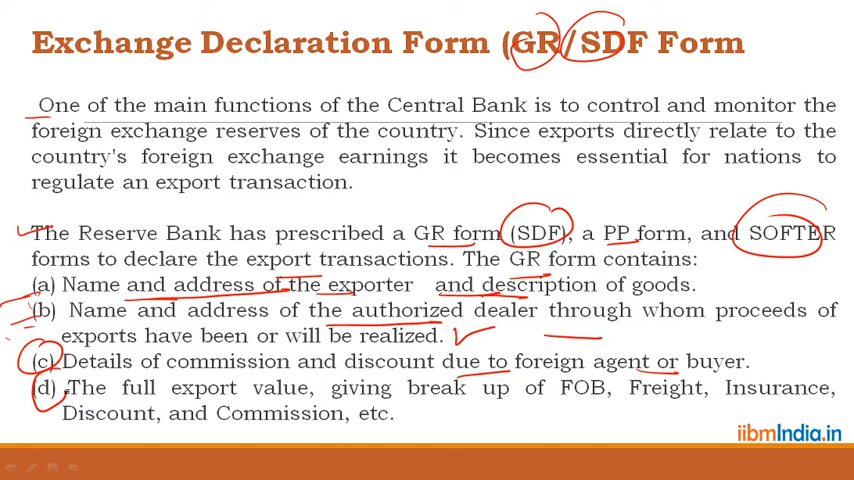 Exchange Declaration Form (GR/SDF Form
One of the main functions of the Central Bank is to control and monitor the
foreign exchange reserves of the country. Since exports directly relate to the
country's foreign exchange earnings it becomes essential for nations to
regulate an export transaction.
The Reserve Bank has prescribed a GR form (SDF), a PP form, and SOFTER
forms to declare the export transactions. The GR form contains:
(a) Name and address of the exporter and description of goods.
(b) Name and address of the authorized dealer through whom proceeds of
exports have been or will be realized.
(c) Details of commission and discount due to foreign agent or buyer.
(d) The full export value, giving break up of FOB, Freight, Insurance,
Discount, and Commission, etc.
iibmIndia.in